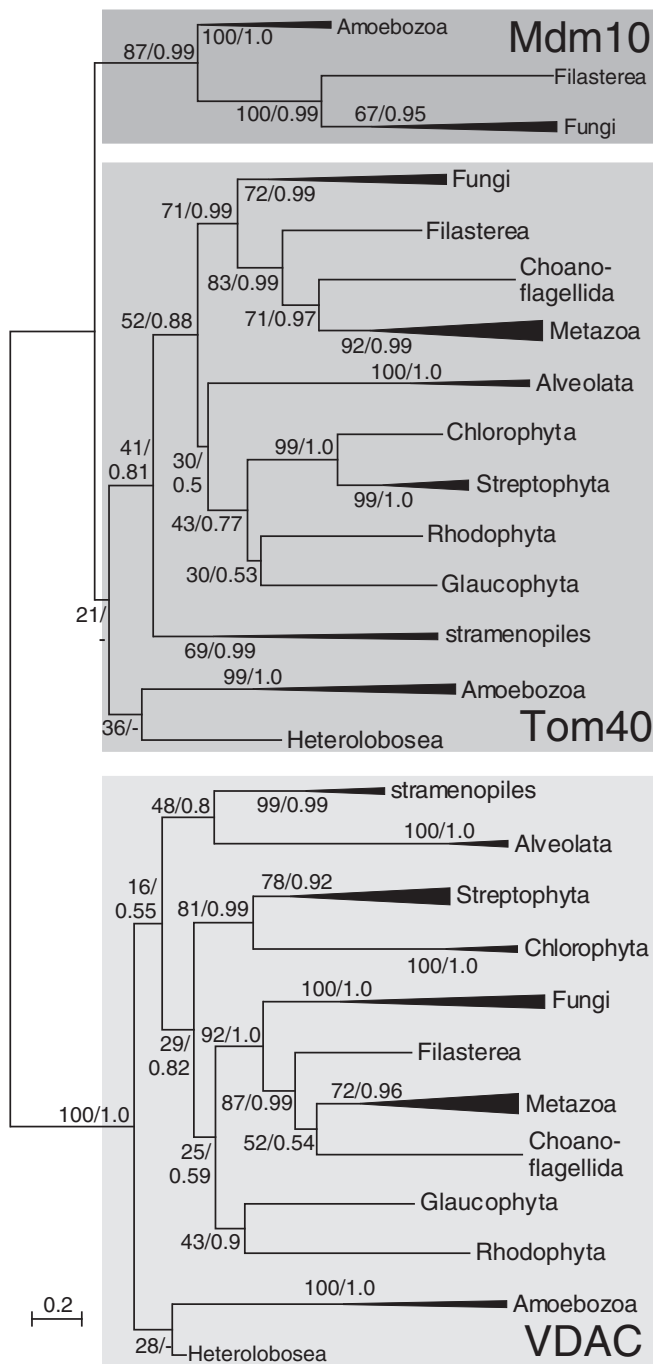 Mdm10
Amoebozoa
100/1.0
87/0.99
Filasterea
100/0.99
67/0.95
Fungi
Fungi
72/0.99
71/0.99
Filasterea
83/0.99
Choano-
flagellida
71/0.97
52/0.88
Metazoa
92/0.99
100/1.0
Alveolata
Chlorophyta
99/1.0
41/
0.81
30/
0.5
Streptophyta
99/1.0
43/0.77
Rhodophyta
30/0.53
Glaucophyta
21/
-
stramenopiles
69/0.99
99/1.0
Amoebozoa
36/-
Tom40
Heterolobosea
stramenopiles
48/0.8
99/0.99
100/1.0
Alveolata
16/
0.55
78/0.92
Streptophyta
81/0.99
Chlorophyta
100/1.0
100/1.0
Fungi
92/1.0
29/
0.82
Filasterea
87/0.99
72/0.96
Metazoa
100/1.0
52/0.54
Choano-
flagellida
25/
0.59
Glaucophyta
43/0.9
Rhodophyta
100/1.0
0.2
Amoebozoa
28/-
Heterolobosea
VDAC